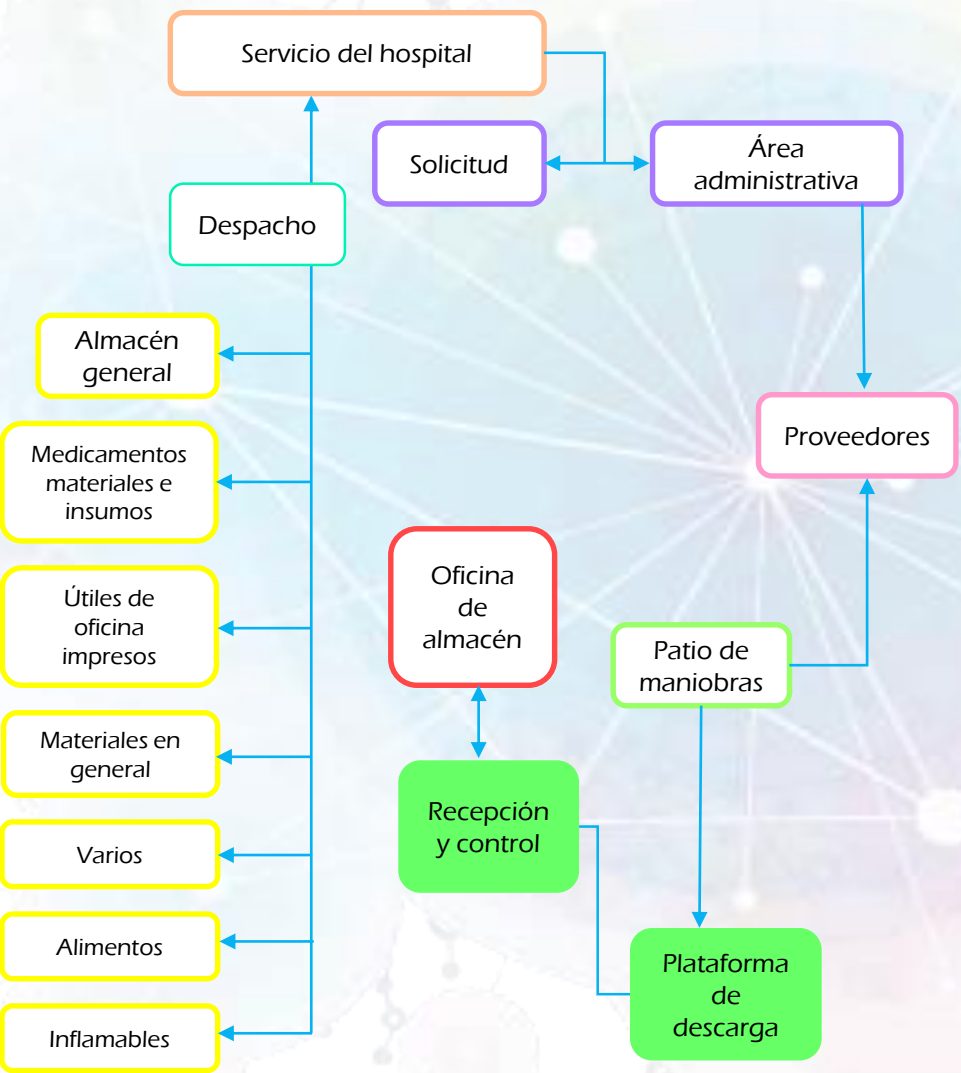 Servicio del hospital
Solicitud
Área
administrativa
Despacho
Almacén
general
Medicamentos
materiales e
insumos
Proveedores
Útiles de
oficina
impresos
Oficina
de
almacén
Patio de
maniobras
Materiales en
general
Recepción
y control
Varios
Alimentos
Plataforma
de
descarga
Inflamables